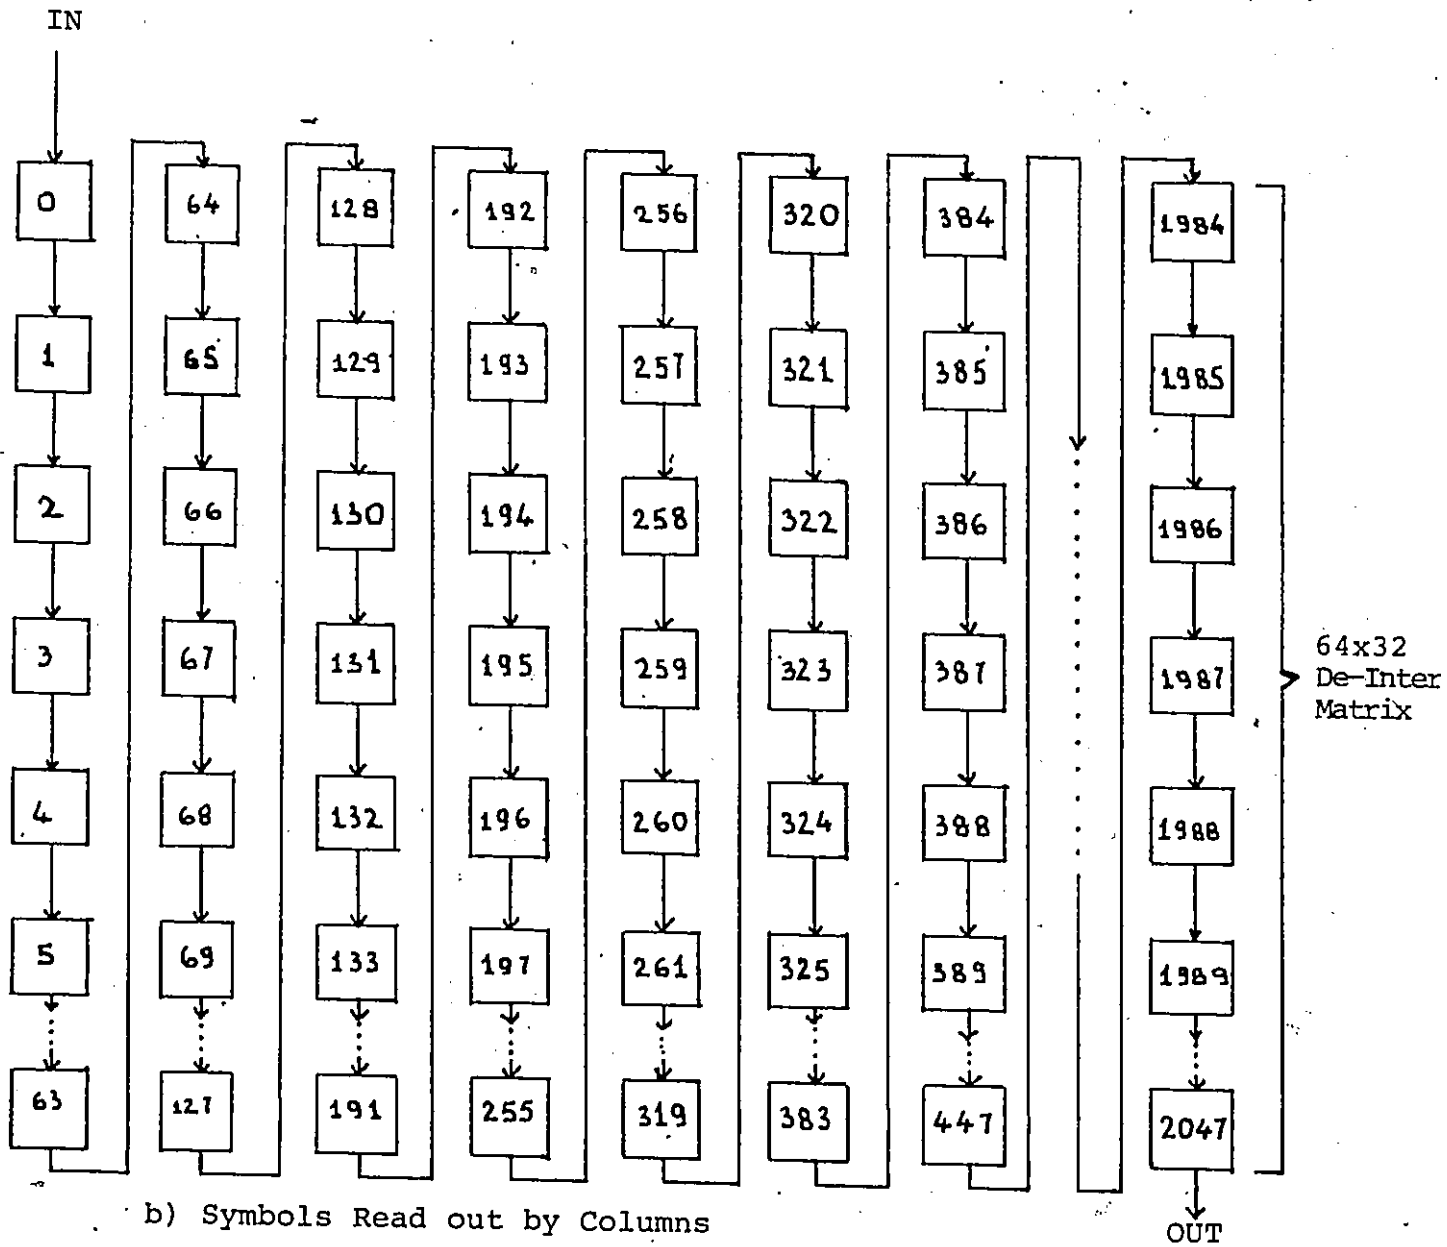 IN
0 64 128 192 256 320 384 1984
1 65 129 193 257 321 385 1985
2 66 130 194 258 322 386 1986
3 67 131 195 259 323 387 1987
4 68 132 196 260 324 388 1988
5 69 133 197 261 325 389 1989
63 127 191 255 319 383 447 2047
64x32
De-Inter
Matrix
b) Symbols Read out by Columns
OUT